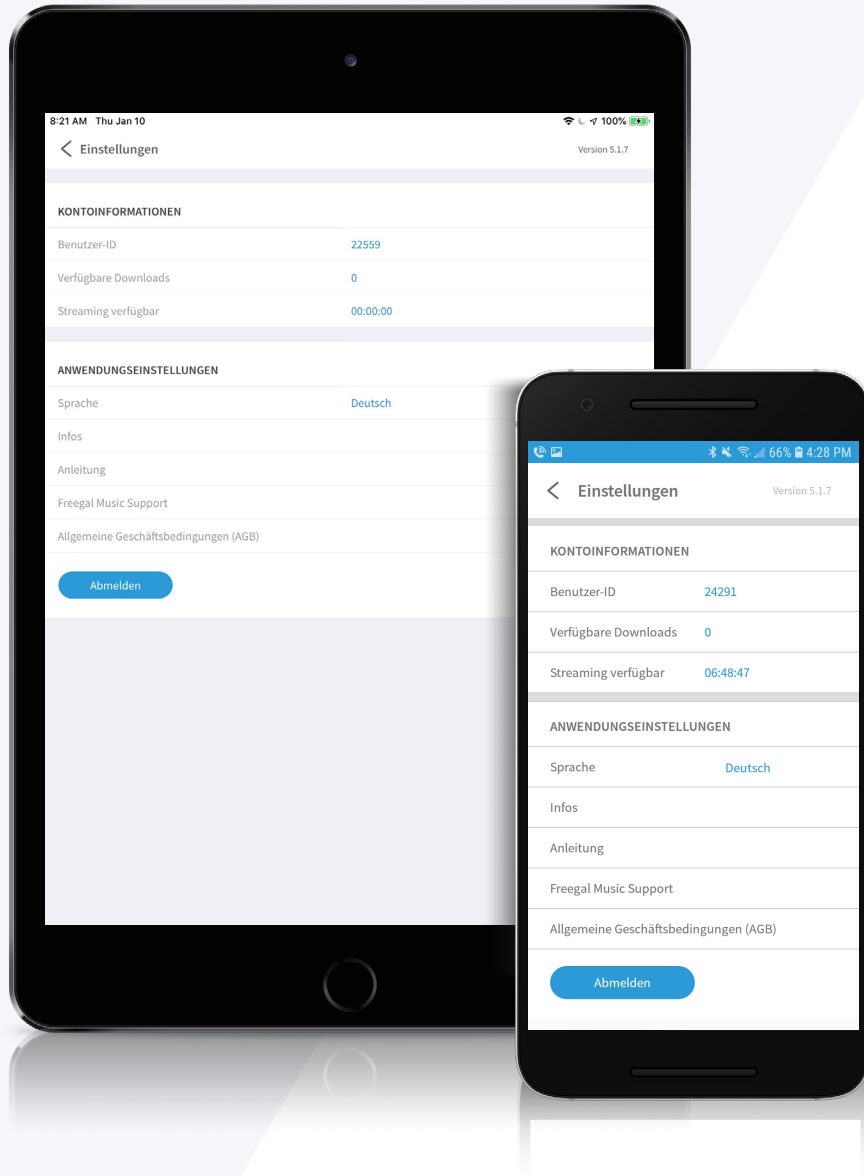 8:21 AM Thu Jan 10 100%
Einstellungen Version 5.1.7
KONTOINFORMATIONEN
Benutzer-ID 22559
Verfügbare Downloads 0
Streaming verfügbar 00:00:00
ANWENDUNGSEINSTELLUNGEN
Sprache Deutsch
Infos
Anleitung
Freegal Music Support
Allgemeine Geschäftsbedingungen (AGB)
Abmelden
66% 4:28 PM
Einstellungen Version 5.1.7
KONTOINFORMATIONEN
Benutzer-ID 24291
Verfügbare Downloads 0
Streaming verfügbar 06:48:47
ANWENDUNGSEINSTELLUNGEN
Sprache Deutsch
Infos
Anleitung
Freegal Music Support
Allgemeine Geschäftsbedingungen (AGB)
Abmelden